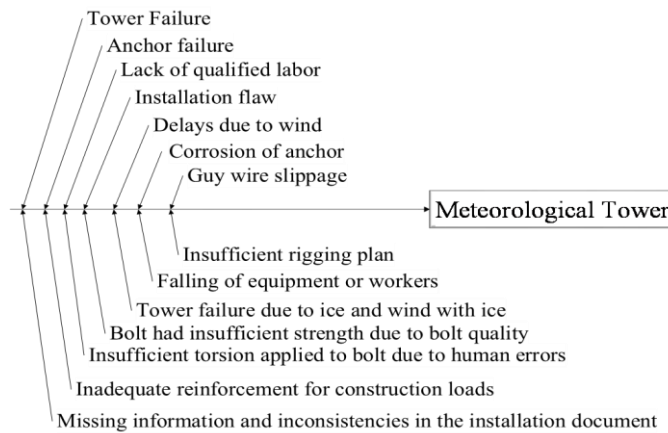 Tower Failure
Anchor failure
Lack of qualified labor
Installation flaw
Delays due to wind
Corrosion of anchor
Guy wire slippage
Meteorological Tower
Insufficient rigging plan
Falling of equipment or workers
Tower failure due to ice and wind with ice
Bolt had insufficient strength due to bolt quality
Insufficient torsion applied to bolt due to human errors
Inadequate reinforcement for construction loads
Missing information and inconsistencies in the installation document